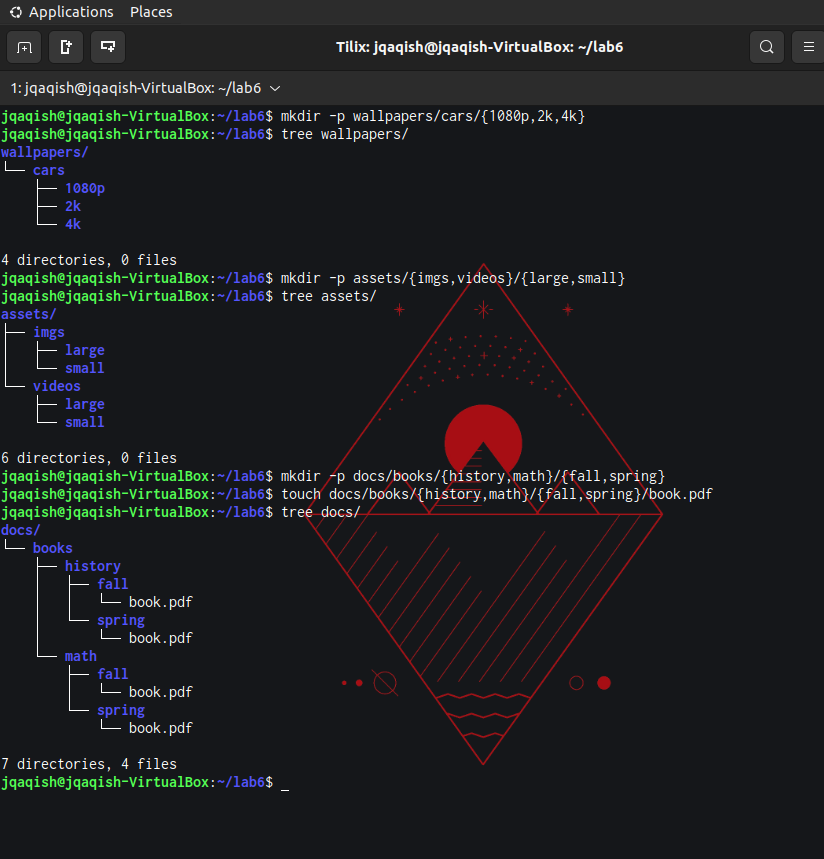 Applications Places
Tilix: jqaqish@jqaqish-VirtualBox: ~/lab6
1: jqaqish@jqaqish-VirtualBox: ~/lab6
jqaqish@jqaqish-VirtualBox:~/lab6$ mkdir -p wallpapers/cars/{1080p,2k,4k}
jqaqish@jqaqish-VirtualBox:~/lab6$ tree wallpapers/
wallpapers/
└── cars
    ├── 1080p
    ├── 2k
    └── 4k
4 directories, 0 files
jqaqish@jqaqish-VirtualBox:~/lab6$ mkdir -p assets/{imgs,videos}/{large,small}
jqaqish@jqaqish-VirtualBox:~/lab6$ tree assets/
assets/
├── imgs
│   ├── large
│   └── small
└── videos
    ├── large
    └── small
6 directories, 0 files
jqaqish@jqaqish-VirtualBox:~/lab6$ mkdir -p docs/books/{history,math}/{fall,spring}
jqaqish@jqaqish-VirtualBox:~/lab6$ touch docs/books/{history,math}/{fall,spring}/book.pdf
jqaqish@jqaqish-VirtualBox:~/lab6$ tree docs/
docs/
└── books
    ├── history
    │   ├── fall
    │   │   └── book.pdf
    │   └── spring
    │       └── book.pdf
    └── math
        ├── fall
        │   └── book.pdf
        └── spring
            └── book.pdf
7 directories, 4 files
jqaqish@jqaqish-VirtualBox:~/lab6$ _